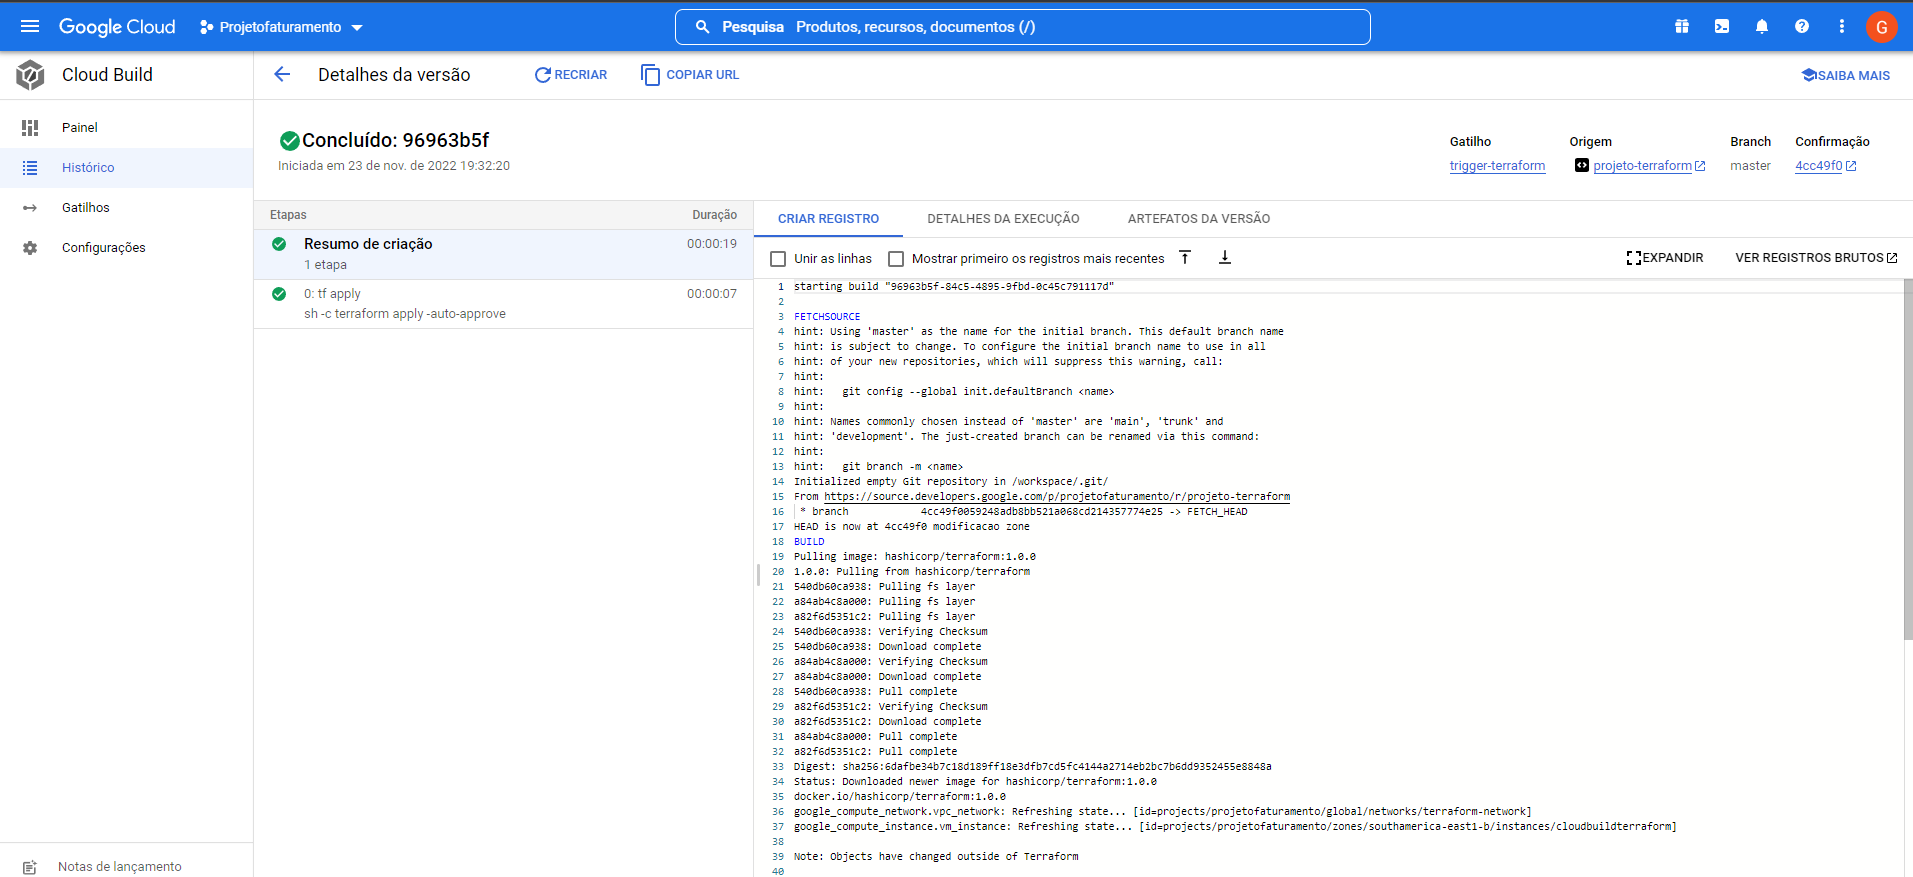 Google Cloud
Projetofaturamento
Pesquisa Produtos, recursos, documentos (/)
G
Cloud Build
Detalhes da versão
RECRIAR
COPIAR URL
SAIBA MAIS
Painel
Histórico
Gatilhos
Configurações
Notas de lançamento
Concluído: 96963b5f
Iniciada em 23 de nov. de 2022 19:32:20
Gatilho
Origem
Branch
Confirmação
trigger-terraform
projeto-terraform
master
4cc49f0
Etapas
Duração
Resumo de criação
00:00:19
1 etapa
0: tf apply
00:00:07
sh -c terraform apply -auto-approve
CRIAR REGISTRO
DETALHES DA EXECUÇÃO
ARTEFATOS DA VERSÃO
Unir as linhas
Mostrar primeiro os registros mais recentes
EXPANDIR
VER REGISTROS BRUTOS
1 starting build "96963b5f-84c5-4895-9fbd-0c45c791117d"
2
3 FETCHSOURCE
4 hint: Using 'master' as the name for the initial branch. This default branch name
5 hint: is subject to change. To configure the initial branch name to use in all
6 hint: of your new repositories, which will suppress this warning, call:
7 hint:
8 hint:   git config --global init.defaultBranch <name>
9 hint:
10 hint: Names commonly chosen instead of 'master' are 'main', 'trunk' and
11 hint: 'development'. The just-created branch can be renamed via this command:
12 hint:
13 hint:   git branch -m <name>
14 Initialized empty Git repository in /workspace/.git/
15 From https://source.developers.google.com/p/projetofaturamento/r/projeto-terraform
16  * branch            4cc49f0059248adb8bb521a068cd214357774e25 -> FETCH_HEAD
17 HEAD is now at 4cc49f0 modificacao zone
18 BUILD
19 Pulling image: hashicorp/terraform:1.0.0
20 1.0.0: Pulling from hashicorp/terraform
21 540db60ca938: Pulling fs layer
22 a84ab4c8a000: Pulling fs layer
23 a82f6d5351c2: Pulling fs layer
24 540db60ca938: Verifying Checksum
25 540db60ca938: Download complete
26 a84ab4c8a000: Verifying Checksum
27 a84ab4c8a000: Download complete
28 540db60ca938: Pull complete
29 a82f6d5351c2: Verifying Checksum
30 a82f6d5351c2: Download complete
31 a84ab4c8a000: Pull complete
32 a82f6d5351c2: Pull complete
33 Digest: sha256:6dafbe34b7c18d189ff18e3dfb7cd5fc4144a2714eb2bc7b6dd9352455e8848a
34 Status: Downloaded newer image for hashicorp/terraform:1.0.0
35 docker.io/hashicorp/terraform:1.0.0
36 google_compute_network.vpc_network: Refreshing state... [id=projects/projetofaturamento/global/networks/terraform-network]
37 google_compute_instance.vm_instance: Refreshing state... [id=projects/projetofaturamento/zones/southamerica-east1-b/instances/cloudbuildterraform]
38
39 Note: Objects have changed outside of Terraform
40